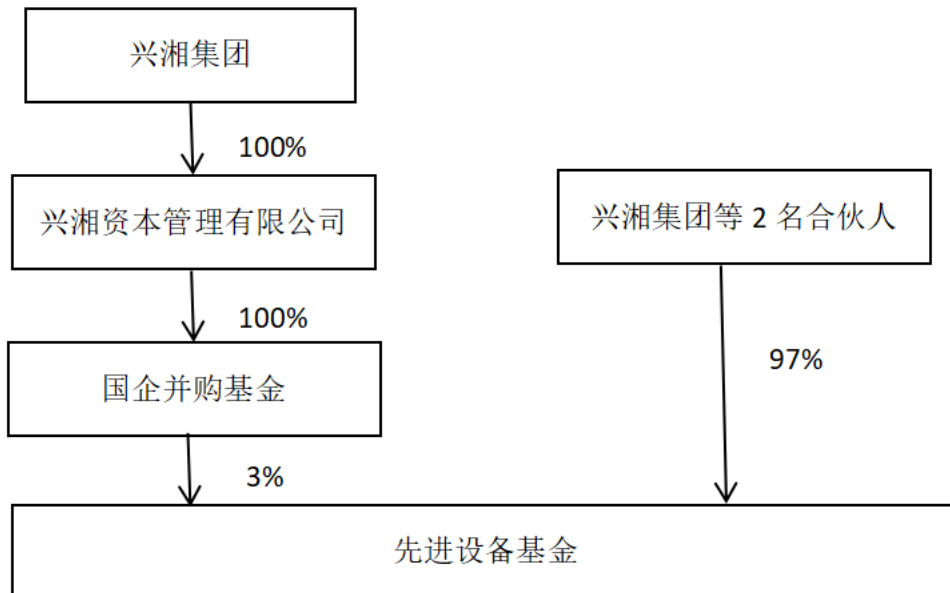 兴湘集团
100%
兴湘资本管理有限公司
兴湘集团等 2 名合伙人
100%
97%
国企并购基金
3%
先进设备基金